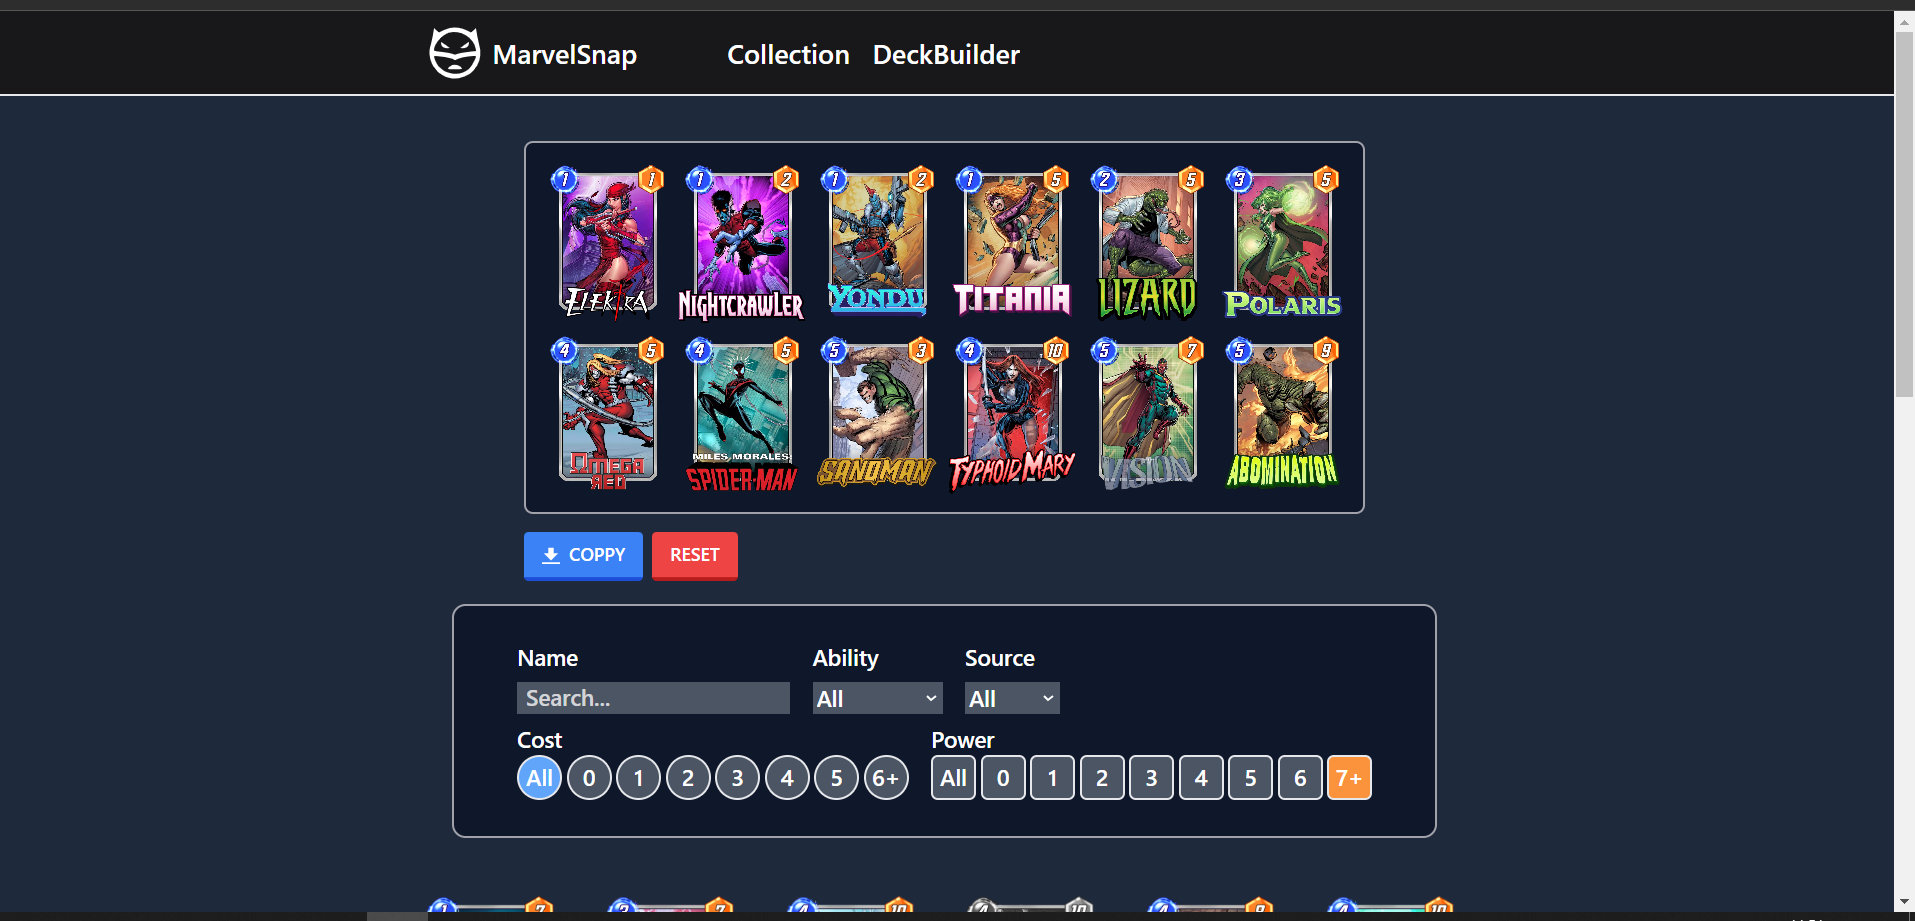 MarvelSnap Collection DeckBuilder
1 1 1 2 1 2 1 5 2 5 3 5
ELEKTRA NIGHTCRAWLER YONDU TITANIA LIZARD POLARIS
4 5 4 5 5 3 4 10 5 7 5 9
OMEGA RED MILES MORALES: SPIDER-MAN SANDMAN TYPHOID MARY VISION ABOMINATION
COPPY RESET
Name Ability Source
Search... All All
Cost Power
All 0 1 2 3 4 5 6+ All 0 1 2 3 4 5 6 7+